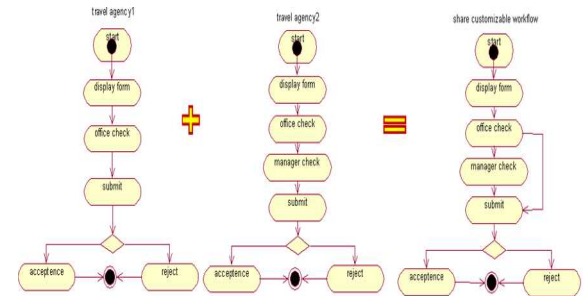 travel agency1
start
display form
office check
submit
acceptence
reject
travel agency2
start
display form
office check
manager check
submit
acceptence
reject
share customizable workflow
start
display form
office check
manager check
submit
acceptence
reject